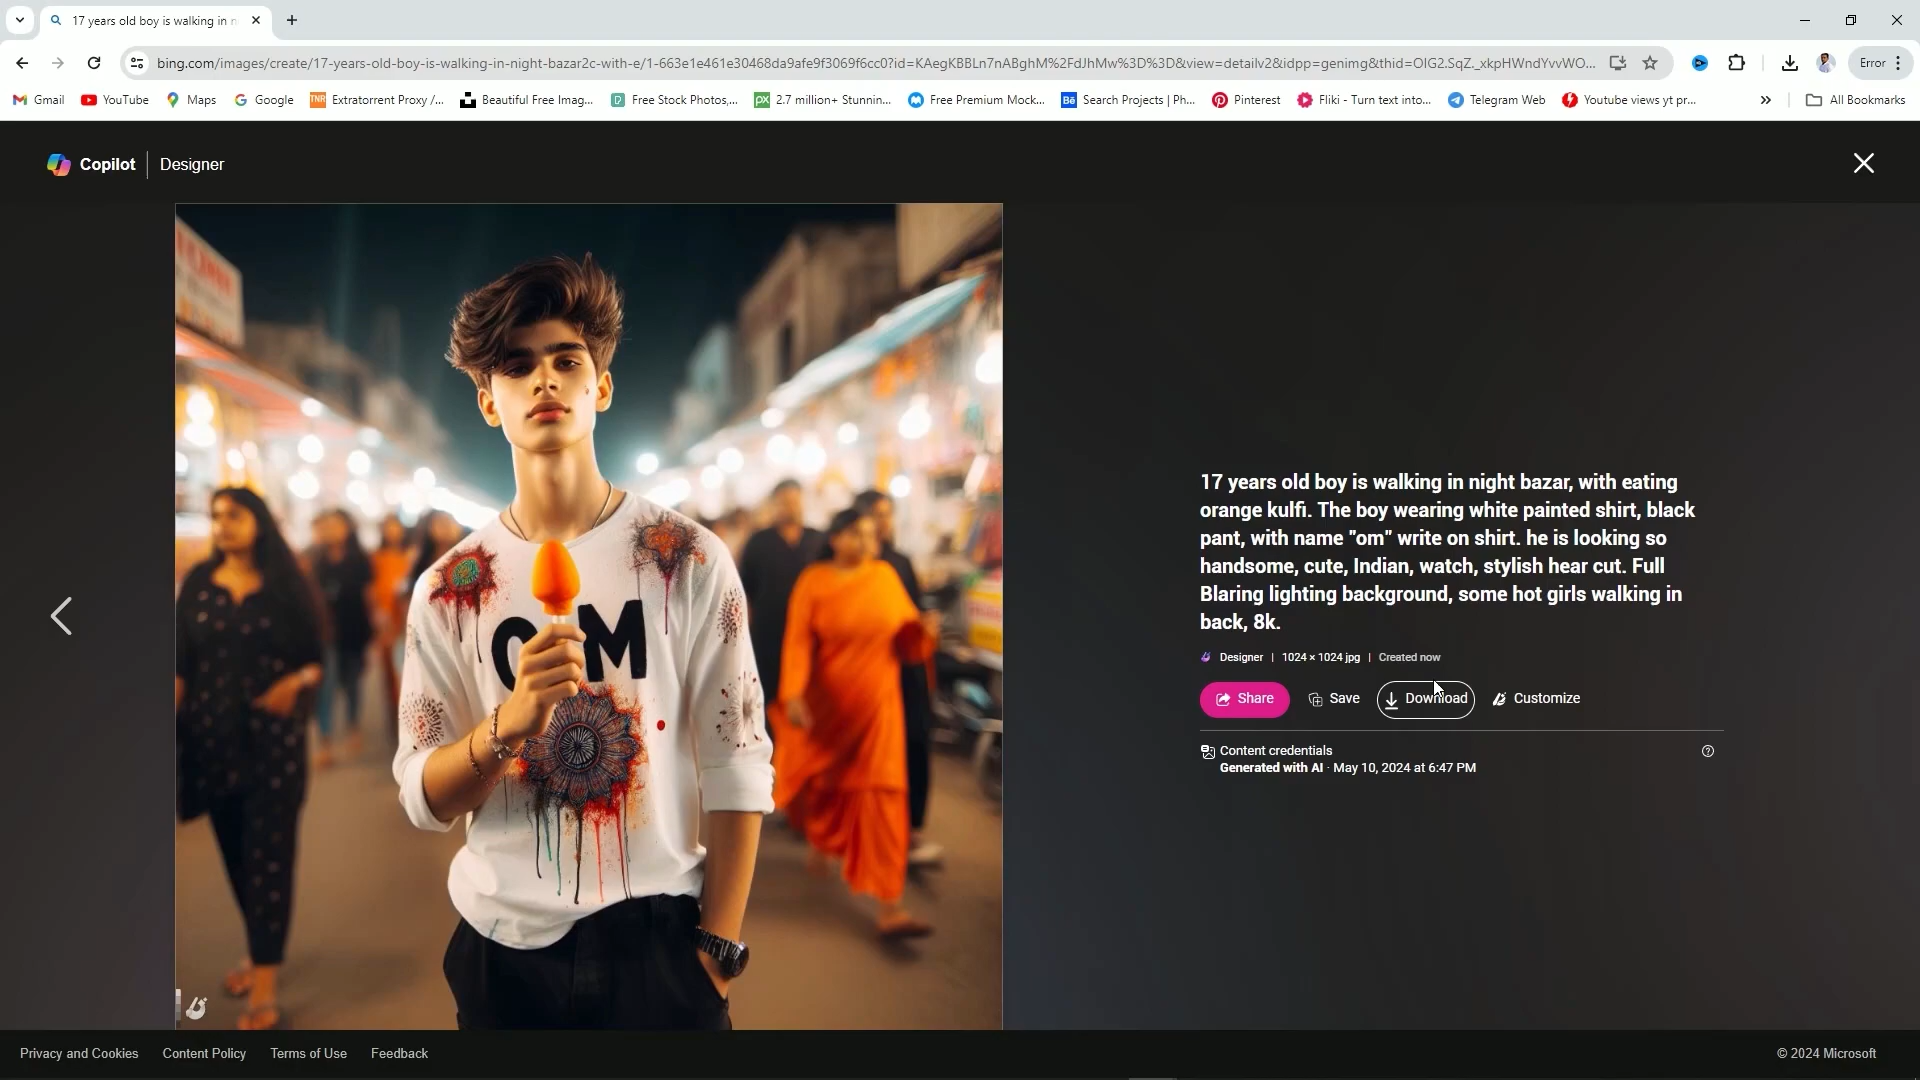 17 years old boy is walking in n
bing.com/images/create/17-years-old-boy-is-walking-in-night-bazar2c-with-e/1-663e1e461e30468da9afe9f3069f6cc0?id=KAegKBBLn7nABghM%2FdJhMw%3D%3D&view=detailv2&idpp=genimg&thid=OIG2.SqZ._xkpHWndYvvWO...
Error
Gmail YouTube Maps Google Extratorrent Proxy /... Beautiful Free Imag... Free Stock Photos,... 2.7 million+ Stunnin... Free Premium Mock... Search Projects | Ph... Pinterest Fliki - Turn text into... Telegram Web Youtube views yt pr... » All Bookmarks
Copilot | Designer
OM
17 years old boy is walking in night bazar, with eating
orange kulfi. The boy wearing white painted shirt, black
pant, with name "om" write on shirt. he is looking so
handsome, cute, Indian, watch, stylish hear cut. Full
Blaring lighting background, some hot girls walking in
back, 8k.
Designer | 1024 × 1024 jpg | Created now
Share Save Download Customize
Content credentials
Generated with AI · May 10, 2024 at 6:47 PM
Privacy and Cookies Content Policy Terms of Use Feedback © 2024 Microsoft